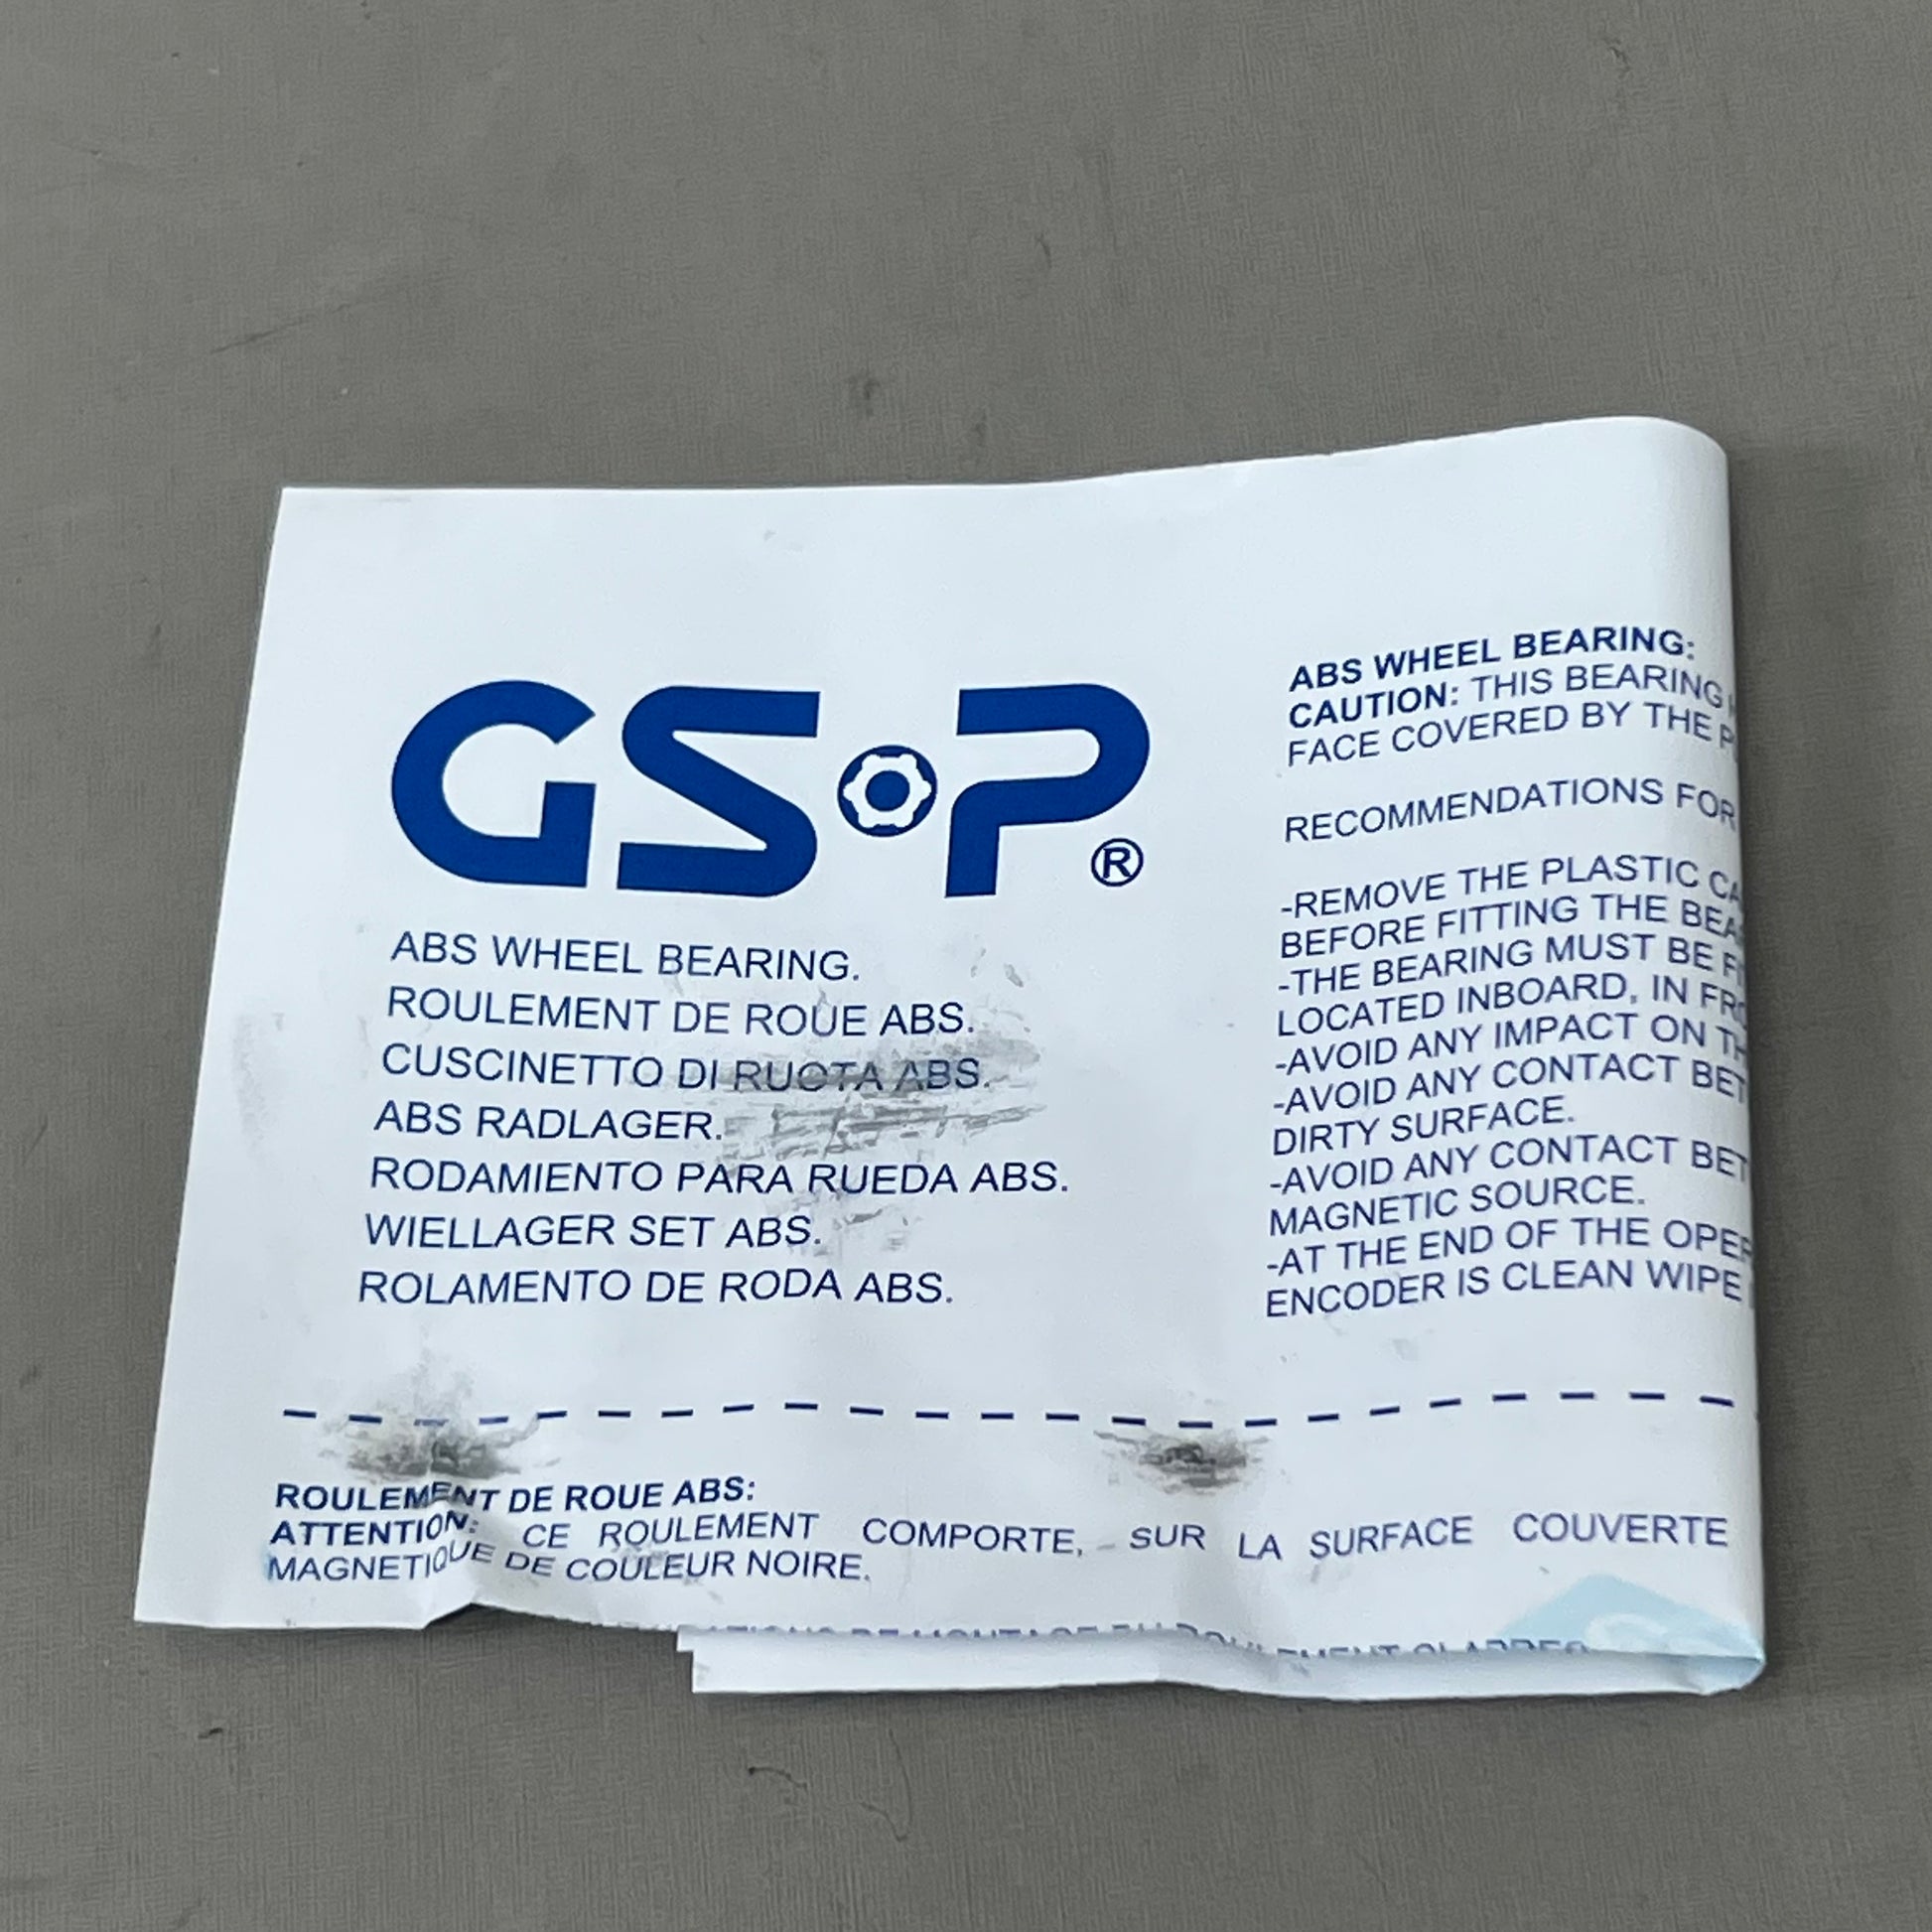 GSP®
ABS WHEEL BEARING.
ROULEMENT DE ROUE ABS.
CUSCINETTO DI RUOTA ABS.
ABS RADLAGER.
RODAMIENTO PARA RUEDA ABS.
WIELLAGER SET ABS.
ROLAMENTO DE RODA ABS.
ABS WHEEL BEARING:
CAUTION: THIS BEARING
FACE COVERED BY THE
RECOMMENDATIONS FOR
-REMOVE THE PLASTIC
BEFORE FITTING THE
-THE BEARING MUST BE
LOCATED INBOARD, IN
-AVOID ANY IMPACT ON
-AVOID ANY CONTACT
DIRTY SURFACE.
-AVOID ANY CONTACT
MAGNETIC SOURCE.
-AT THE END OF THE
ENCODER IS CLEAN WIPE
ROULEMENT DE ROUE ABS:
ATTENTION: CE ROULEMENT COMPORTE, SUR LA SURFACE COUVERTE
MAGNETIQUE DE COULEUR NOIRE.